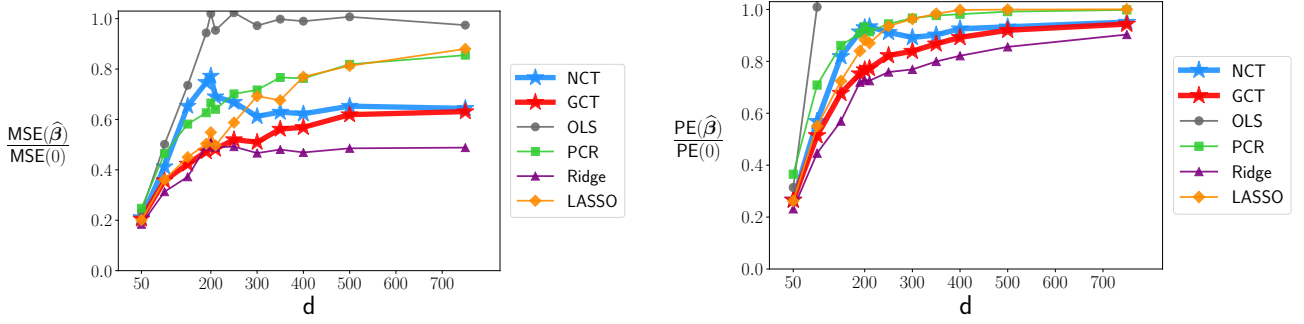 1.0
0.8
0.6
0.4
0.2
0.0
MSE(β̂)
MSE(0)
50
200
300
400
500
600
700
d
NCT
GCT
OLS
PCR
Ridge
LASSO
1.0
0.8
0.6
0.4
0.2
0.0
PE(β̂)
PE(0)
50
200
300
400
500
600
700
d
NCT
GCT
OLS
PCR
Ridge
LASSO